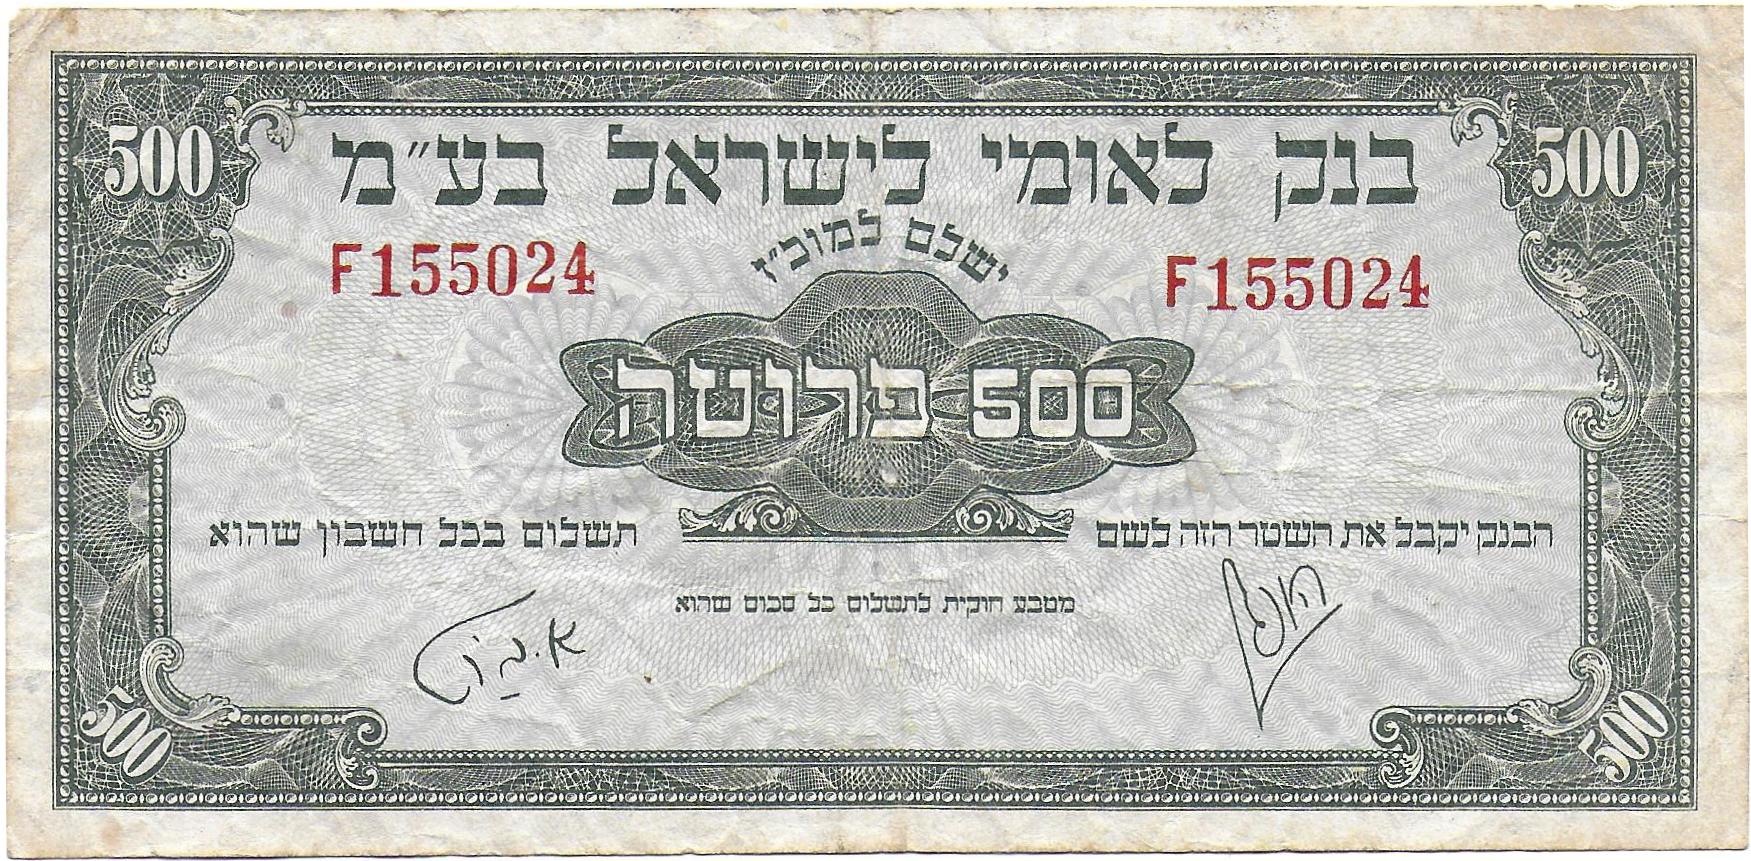 500 בנק לאומי לישראל בע״מ 500
ישלם למוכ״ז
F155024 F155024
500 פרוטה
הבנק יקבל את השטר הזה לשם תשלום בכל חשבון שהוא
מטבע חוקית לתשלום כל סכום שהוא
500 500